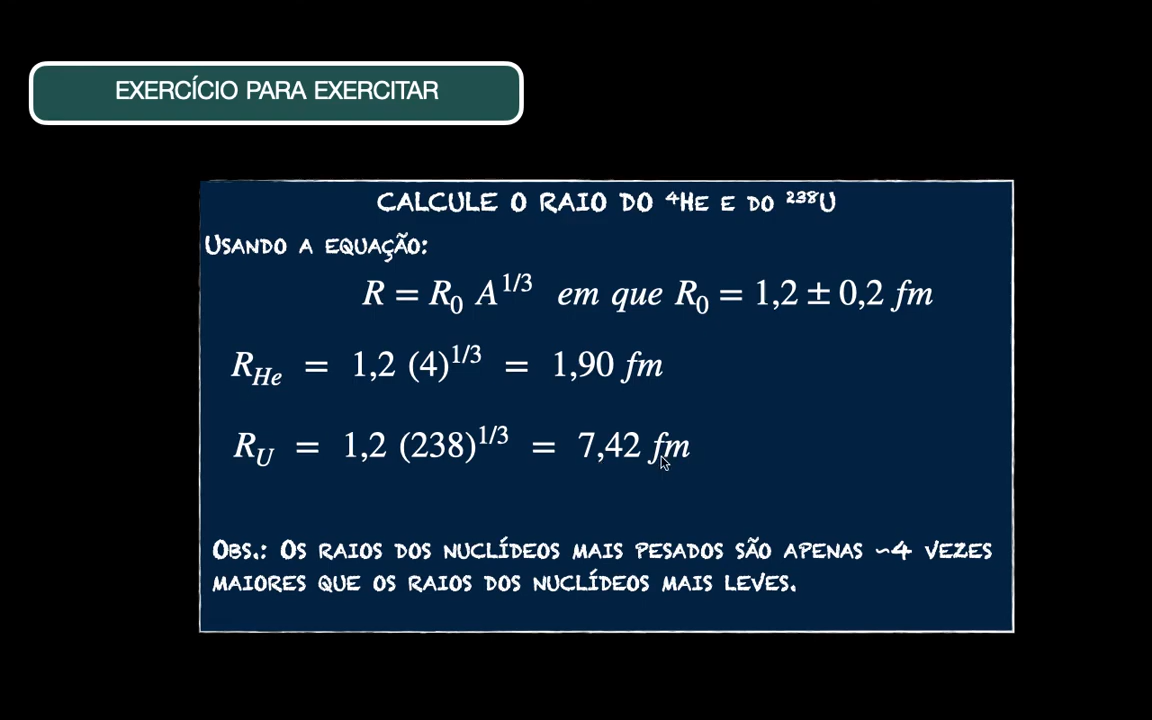 EXERCÍCIO PARA EXERCITAR
CALCULE O RAIO DO ⁴He E DO ²³⁸U
USANDO A EQUAÇÃO:
R = R₀ A^{1/3} em que R₀ = 1,2 ± 0,2 fm
R_{He} = 1,2 (4)^{1/3} = 1,90 fm
R_U = 1,2 (238)^{1/3} = 7,42 fm
OBS.: OS RAIOS DOS NUCLÍDEOS MAIS PESADOS SÃO APENAS ~4 VEZES
MAIORES QUE OS RAIOS DOS NUCLÍDEOS MAIS LEVES.